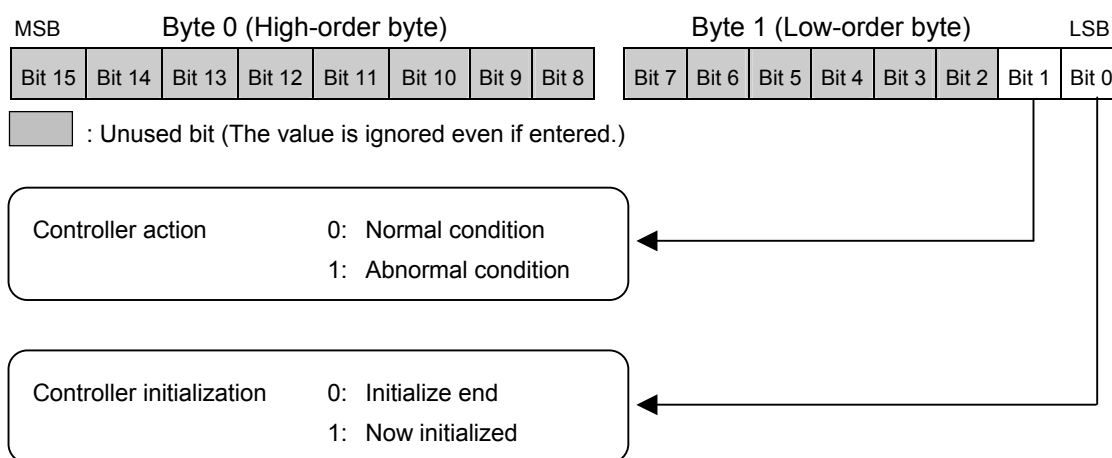 MSB Byte 0 (High-order byte) Byte 1 (Low-order byte) LSB
Bit 15 Bit 14 Bit 13 Bit 12 Bit 11 Bit 10 Bit 9 Bit 8 Bit 7 Bit 6 Bit 5 Bit 4 Bit 3 Bit 2 Bit 1 Bit 0
: Unused bit (The value is ignored even if entered.)
Controller action 0: Normal condition
1: Abnormal condition
Controller initialization 0: Initialize end
1: Now initialized